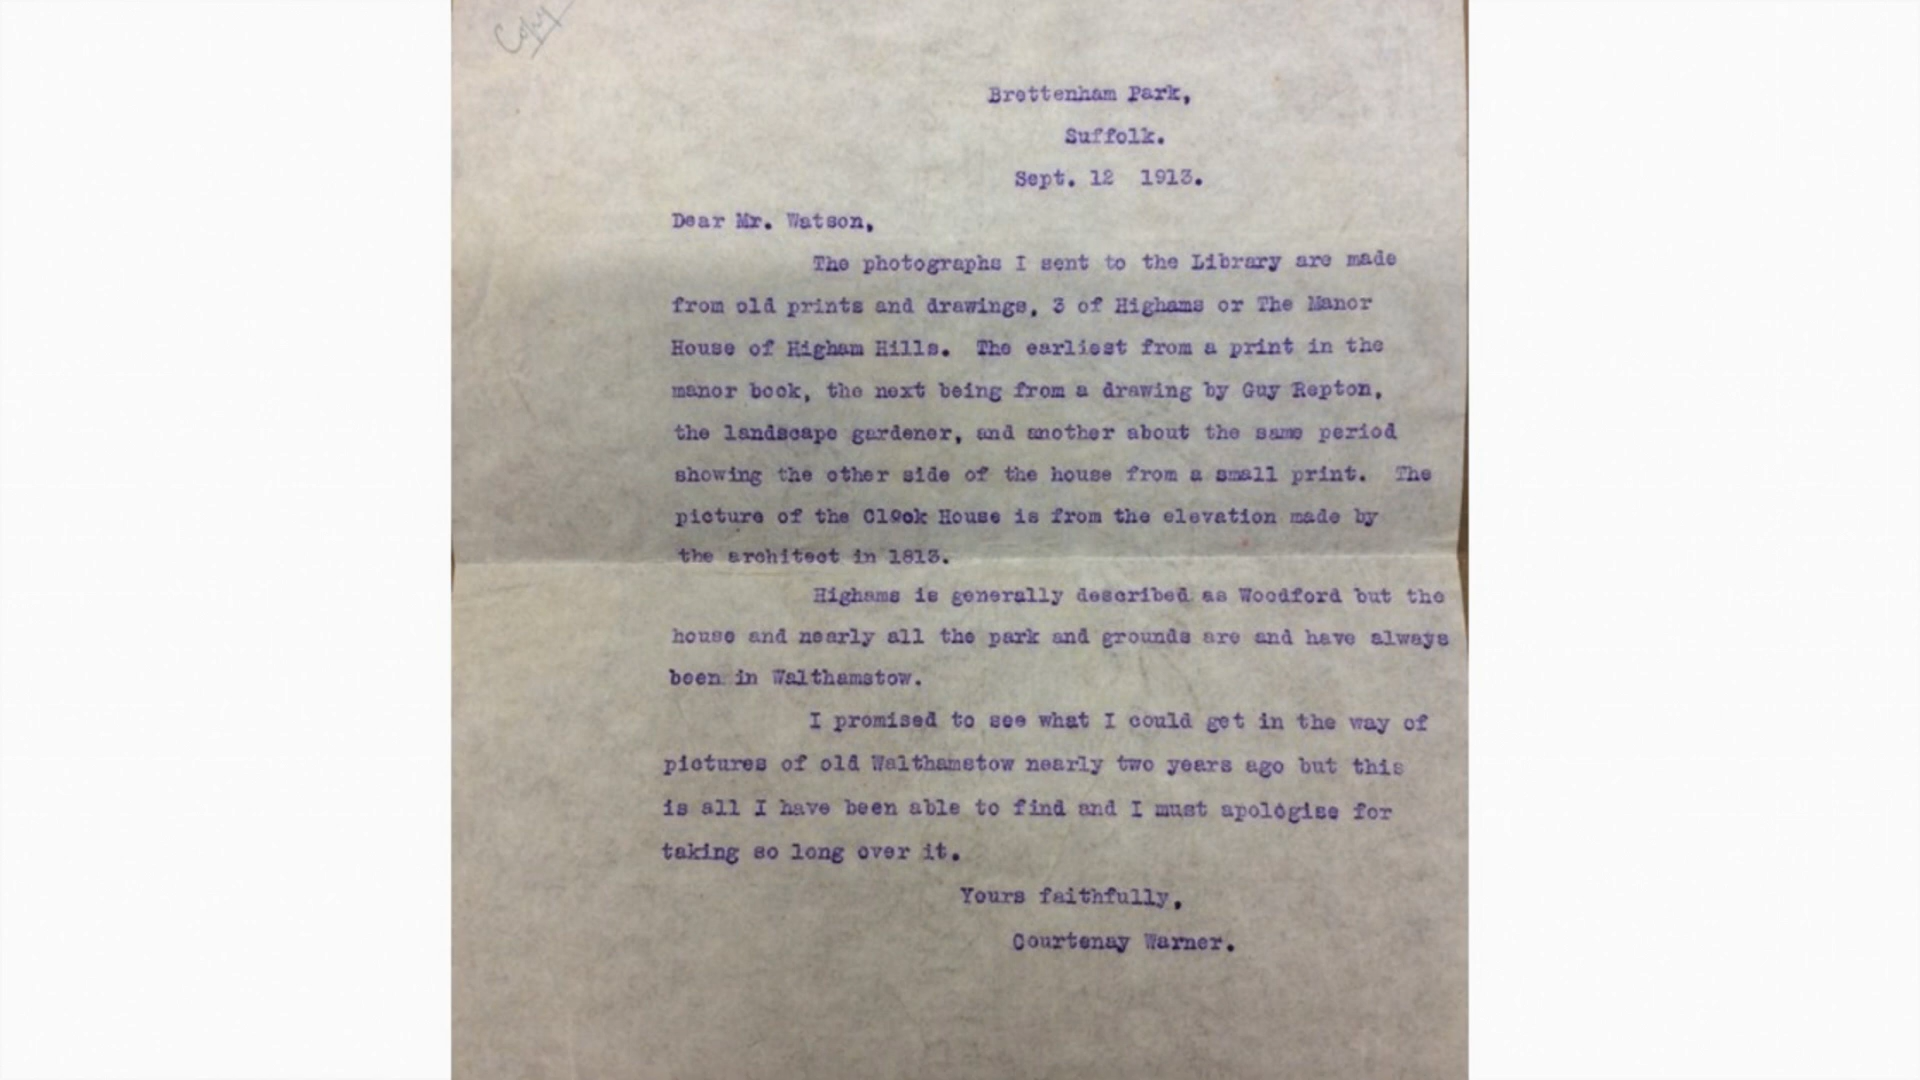 Copy
Brettenham Park,
Suffolk.
Sept. 12 1913.
Dear Mr. Watson,
The photographs I sent to the Library are made
from old prints and drawings, 3 of Highams or The Manor
House of Higham Hills. The earliest from a print in the
manor book, the next being from a drawing by Guy Repton,
the landscape gardener, and another about the same period
showing the other side of the house from a small print. The
picture of the Clock House is from the elevation made by
the architect in 1813.
Highams is generally described as Woodford but the
house and nearly all the park and grounds are and have always
been in Walthamstow.
I promised to see what I could get in the way of
pictures of old Walthamstow nearly two years ago but this
is all I have been able to find and I must apologise for
taking so long over it.
Yours faithfully,
Courtenay Warner.